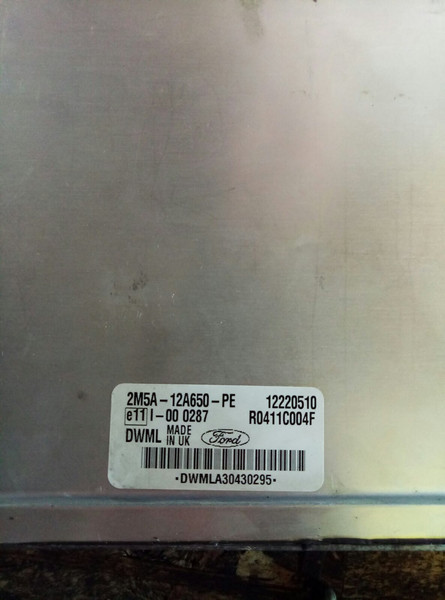 2M5A-12A650-PE 12220510
e11 I-00 0287 R0411C004F
DWML MADE IN UK Ford
·DWMLA30430295·